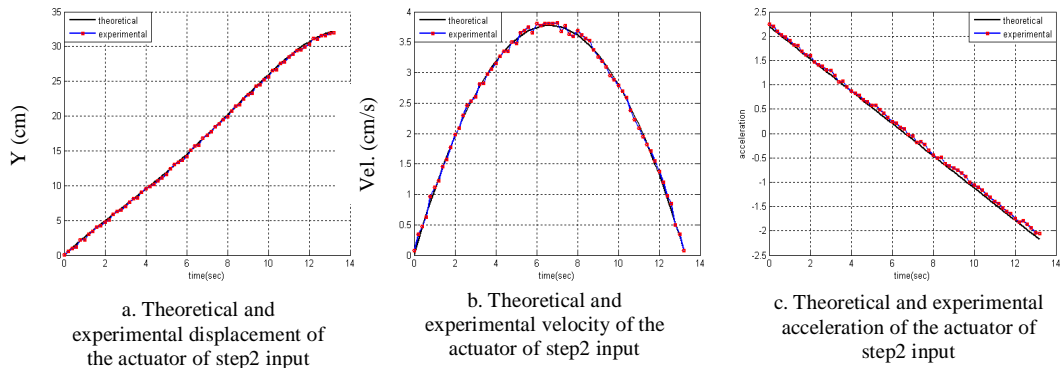 theoretical
experimental
Y (cm)
35
30
25
20
15
10
5
0
0 2 4 6 8 10 12 14
time(sec)
a. Theoretical and
experimental displacement of
the actuator of step2 input
theoretical
experimental
Vel. (cm/s)
4
3.5
3
2.5
2
1.5
1
0.5
0
0 2 4 6 8 10 12 14
time(sec)
b. Theoretical and
experimental velocity of the
actuator of step2 input
theoretical
experimental
acceleration
2.5
2
1.5
1
0.5
0
-0.5
-1
-1.5
-2
-2.5
0 2 4 6 8 10 12 14
time(sec)
c. Theoretical and experimental
acceleration of the actuator of
step2 input